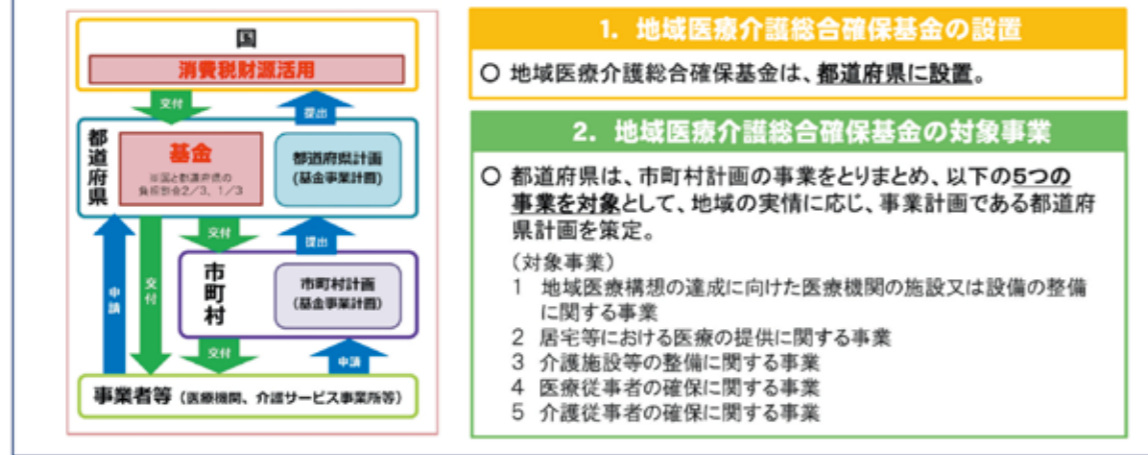 国
消費税財源活用
交付
提出
都道府県
基金
※国と都道府県の
負担割合2/3、1/3
都道府県計画
(基金事業計画)
交付
提出
申請
交付
市町村
市町村計画
(基金事業計画)
交付
申請
事業者等(医療機関、介護サービス事業所等)
1. 地域医療介護総合確保基金の設置
○ 地域医療介護総合確保基金は、都道府県に設置。
2. 地域医療介護総合確保基金の対象事業
○ 都道府県は、市町村計画の事業をとりまとめ、以下の5つの
事業を対象として、地域の実情に応じ、事業計画である都道府
県計画を策定。
(対象事業)
1 地域医療構想の達成に向けた医療機関の施設又は設備の整備
に関する事業
2 居宅等における医療の提供に関する事業
3 介護施設等の整備に関する事業
4 医療従事者の確保に関する事業
5 介護従事者の確保に関する事業